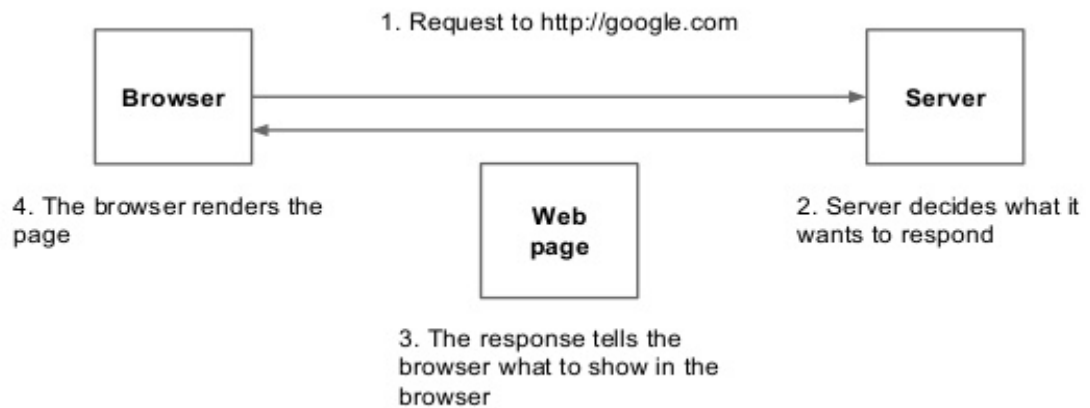 1. Request to http://google.com
Browser
Server
4. The browser renders the
page
Web
page
2. Server decides what it
wants to respond
3. The response tells the
browser what to show in the
browser